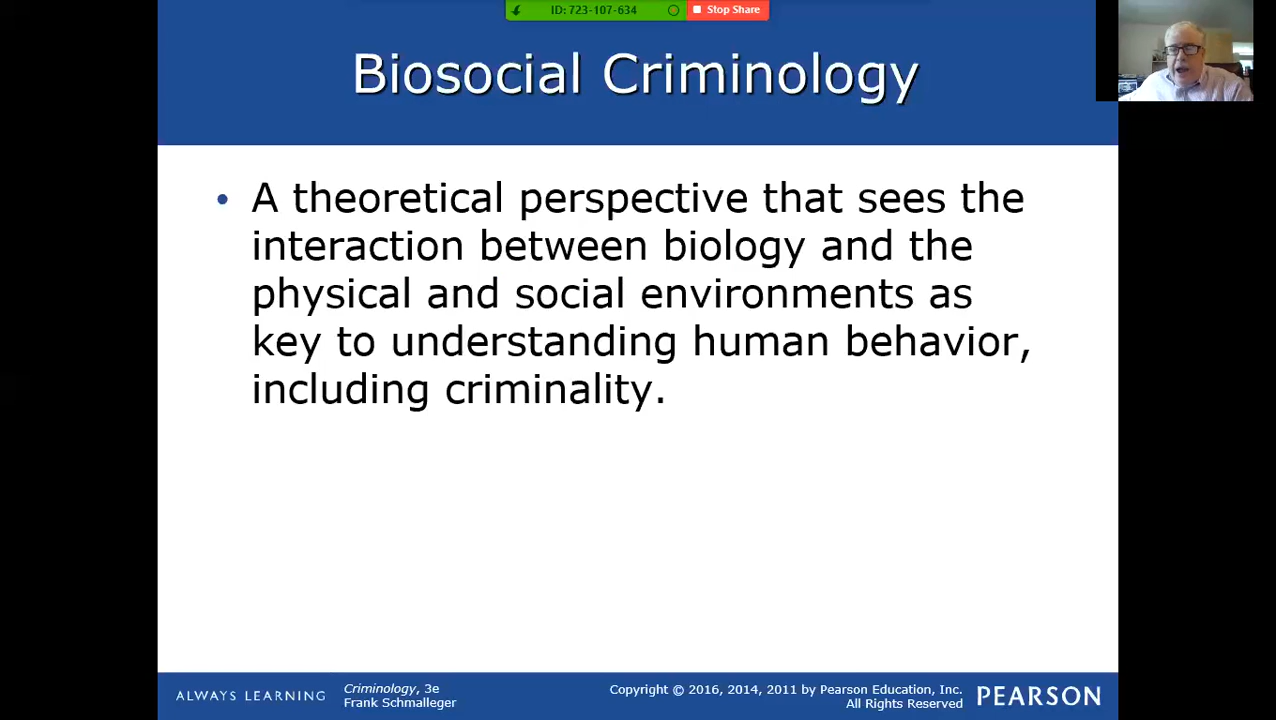 ID: 723-107-634 Stop Share
Biosocial Criminology
• A theoretical perspective that sees the
interaction between biology and the
physical and social environments as
key to understanding human behavior,
including criminality.
ALWAYS LEARNING
Criminology, 3e
Frank Schmalleger
Copyright © 2016, 2014, 2011 by Pearson Education, Inc.
All Rights Reserved
PEARSON